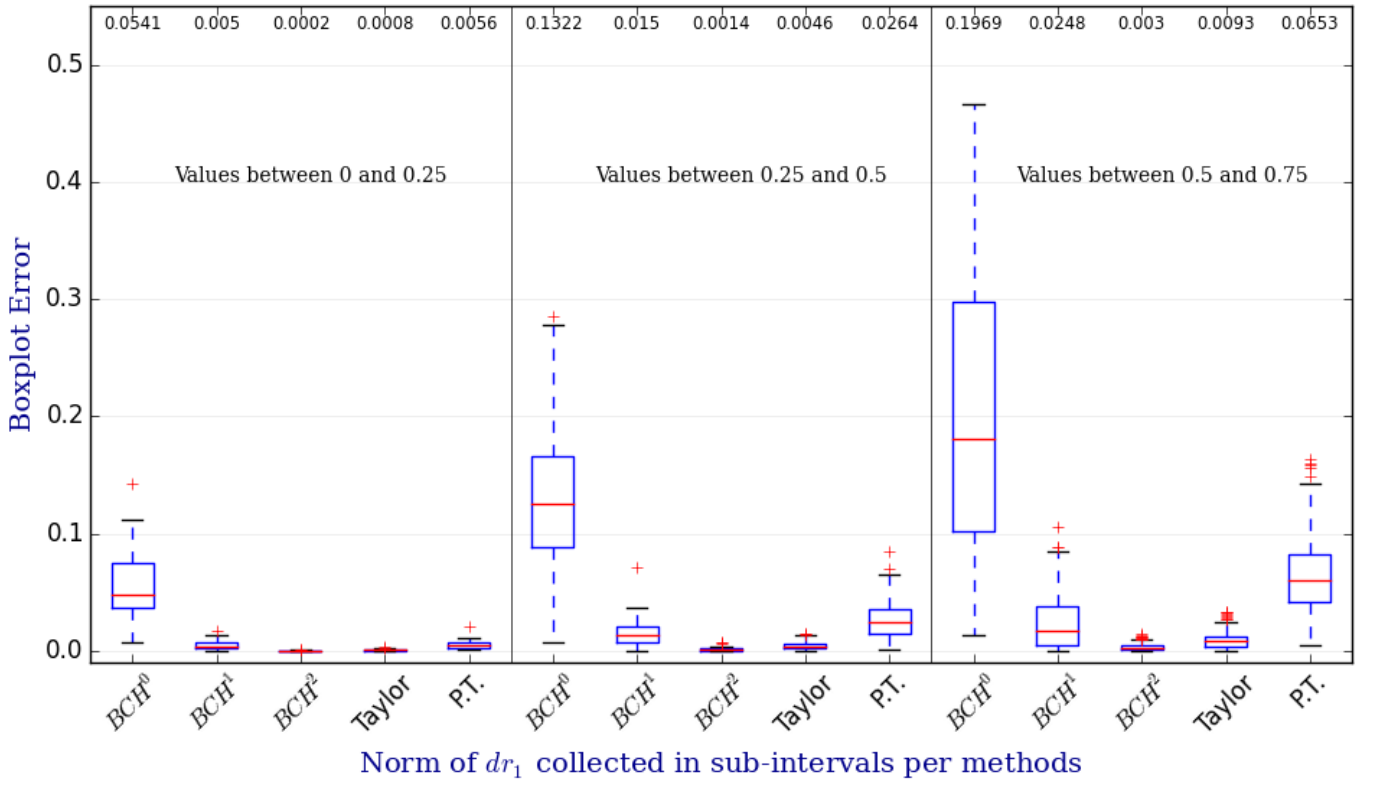 0.0541 0.005 0.0002 0.0008 0.0056 0.1322 0.015 0.0014 0.0046 0.0264 0.1969 0.0248 0.003 0.0093 0.0653
0.5
Values between 0 and 0.25 Values between 0.25 and 0.5 Values between 0.5 and 0.75
0.4
0.3
0.2
0.1
0.0
Boxplot Error
BCH⁰ BCH¹ BCH² Taylor P.T. BCH⁰ BCH¹ BCH² Taylor P.T. BCH⁰ BCH¹ BCH² Taylor P.T.
Norm of dr₁ collected in sub-intervals per methods